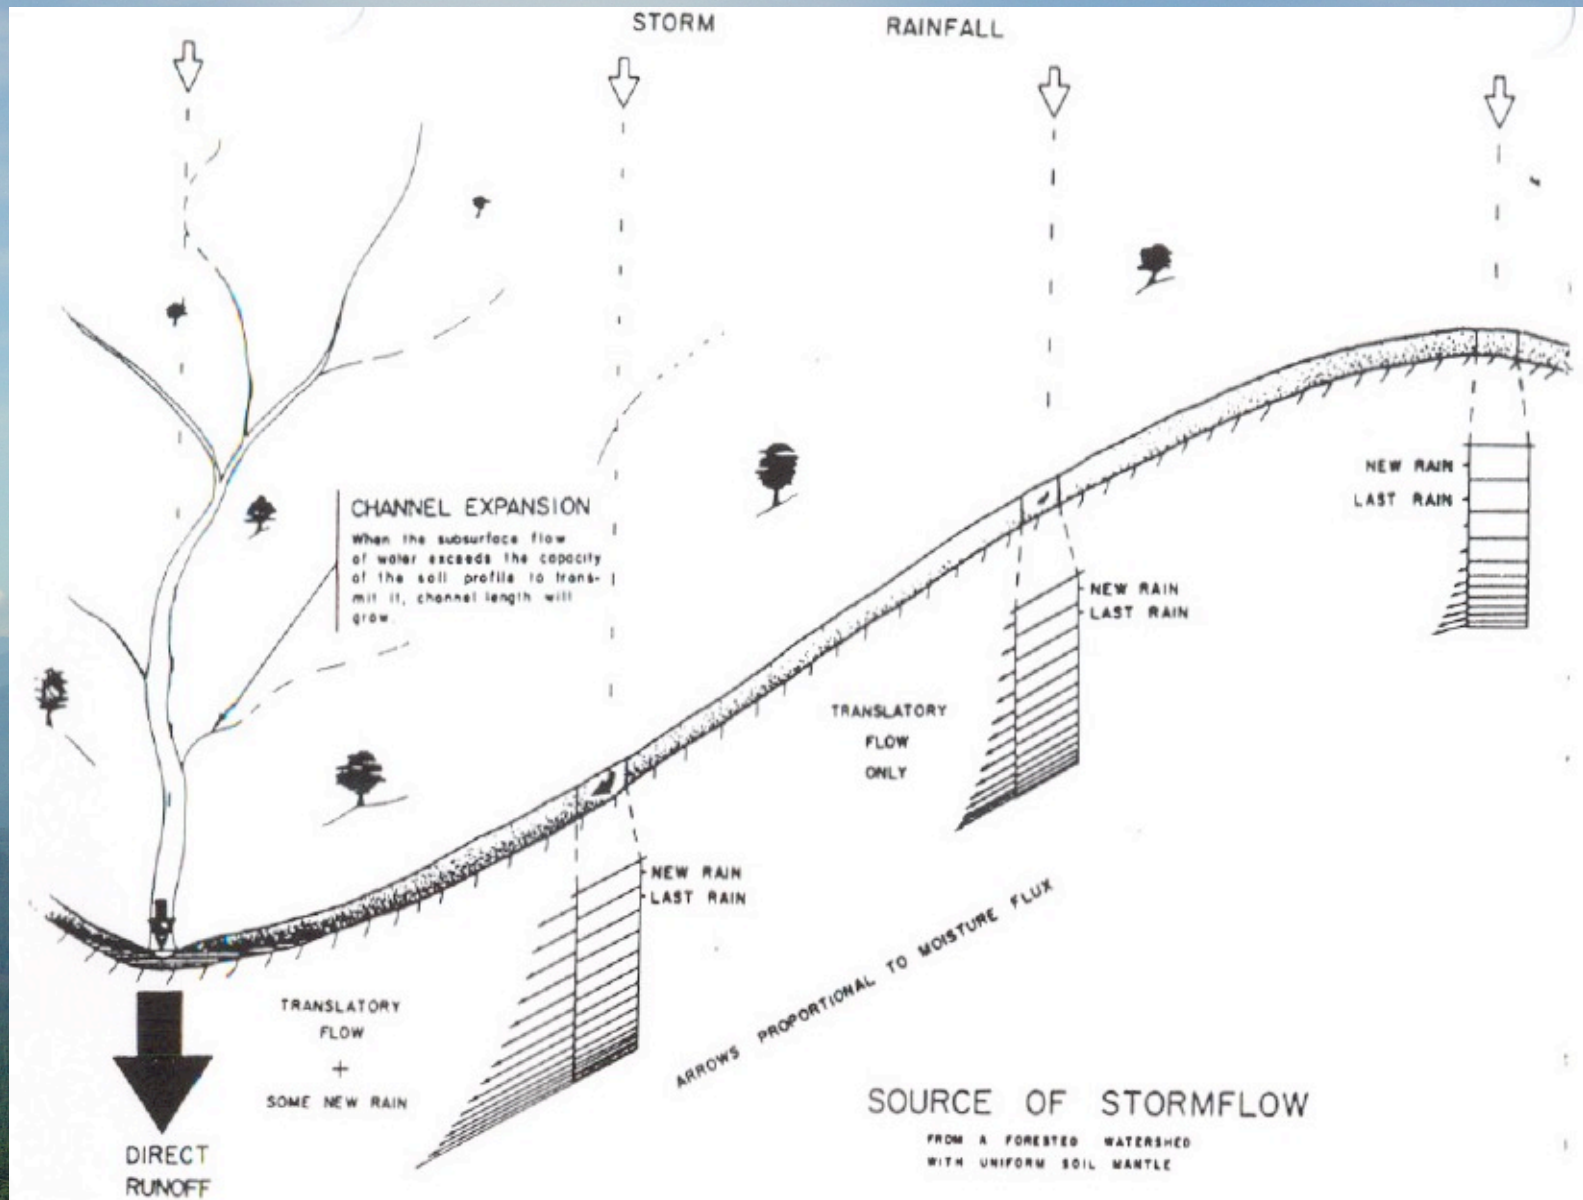 STORM RAINFALL
CHANNEL EXPANSION
When the subsurface flow
of water exceeds the capacity
of the soil profile to trans-
mit it, channel length will
grow.
NEW RAIN
LAST RAIN
NEW RAIN
LAST RAIN
TRANSLATORY
FLOW
ONLY
NEW RAIN
LAST RAIN
ARROWS PROPORTIONAL TO MOISTURE FLUX
TRANSLATORY
FLOW
+
SOME NEW RAIN
DIRECT
RUNOFF
SOURCE OF STORMFLOW
FROM A FORESTED WATERSHED
WITH UNIFORM SOIL MANTLE